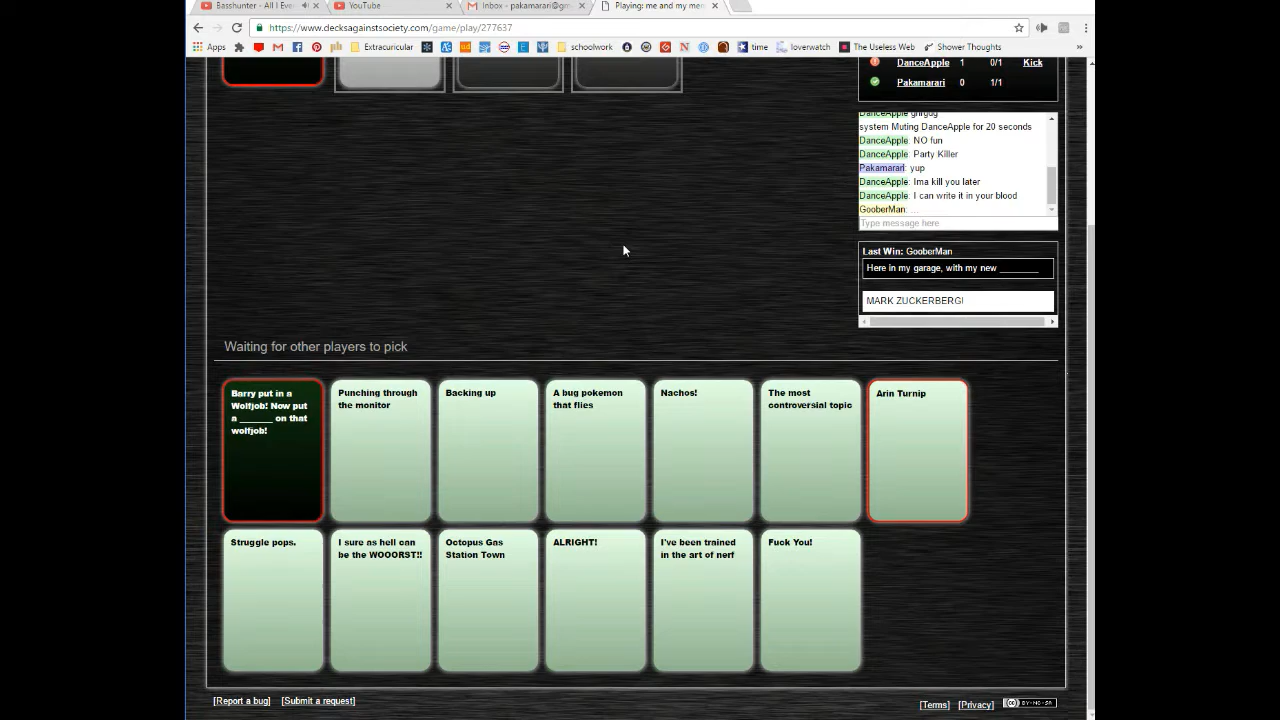 Basshunter - All I Eve
YouTube
Inbox - pakamarari@gm
Playing: me and my me
https://www.decksagainstsociety.com/game/play/277637
Apps
Extracurricular
schoolwork
time
loverwatch
The Useless Web
Shower Thoughts
»
DanceApple 1 0/1 Kick
Pakamarari 0 1/1
system Muting DanceApple for 20 seconds
DanceApple: NO fun
DanceApple: Party Killer
Pakamarari: yup
DanceApple: Ima kill you later
DanceApple: I can write it in your blood
GooberMan: ...
Type message here
Last Win: GooberMan
Here in my garage, with my new ________
MARK ZUCKERBERG!
Waiting for other players to pick
Barry put in a
Wolfjob! Now put
a _______ on that
wolfjob!
Punching through
the monitor
Backing up
A bug pokemon
that flies
Nachos!
The most
controversial topic
Arin Turnip
Struggle pops.
I sure as hell can
be the WOOORST!!
Octopus Gas
Station Town
ALRIGHT!
I've been trained
in the art of nerf
Fuck You!
[Report a bug] [Submit a request]
[Terms] [Privacy] BY-NC-SA